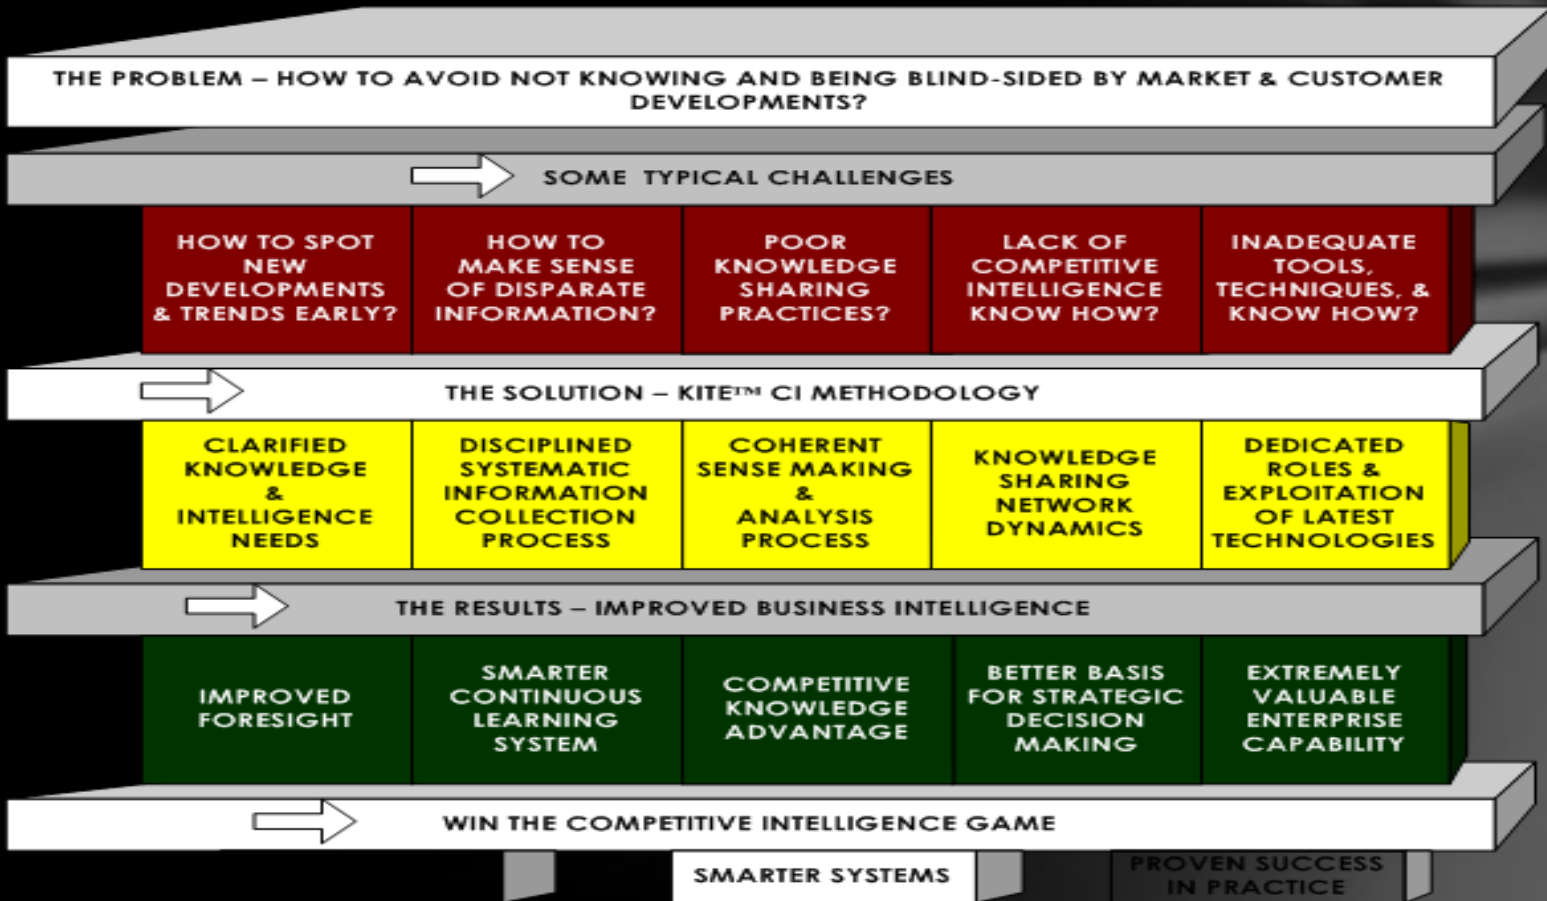 THE PROBLEM – HOW TO AVOID NOT KNOWING AND BEING BLIND-SIDED BY MARKET & CUSTOMER
DEVELOPMENTS?
SOME TYPICAL CHALLENGES
HOW TO SPOT
NEW
DEVELOPMENTS
& TRENDS EARLY?
HOW TO
MAKE SENSE
OF DISPARATE
INFORMATION?
POOR
KNOWLEDGE
SHARING
PRACTICES?
LACK OF
COMPETITIVE
INTELLIGENCE
KNOW HOW?
INADEQUATE
TOOLS,
TECHNIQUES, &
KNOW HOW?
THE SOLUTION – KITE™ CI METHODOLOGY
CLARIFIED
KNOWLEDGE
&
INTELLIGENCE
NEEDS
DISCIPLINED
SYSTEMATIC
INFORMATION
COLLECTION
PROCESS
COHERENT
SENSE MAKING
&
ANALYSIS
PROCESS
KNOWLEDGE
SHARING
NETWORK
DYNAMICS
DEDICATED
ROLES &
EXPLOITATION
OF LATEST
TECHNOLOGIES
THE RESULTS – IMPROVED BUSINESS INTELLIGENCE
IMPROVED
FORESIGHT
SMARTER
CONTINUOUS
LEARNING
SYSTEM
COMPETITIVE
KNOWLEDGE
ADVANTAGE
BETTER BASIS
FOR STRATEGIC
DECISION
MAKING
EXTREMELY
VALUABLE
ENTERPRISE
CAPABILITY
WIN THE COMPETITIVE INTELLIGENCE GAME
SMARTER SYSTEMS
PROVEN SUCCESS
IN PRACTICE